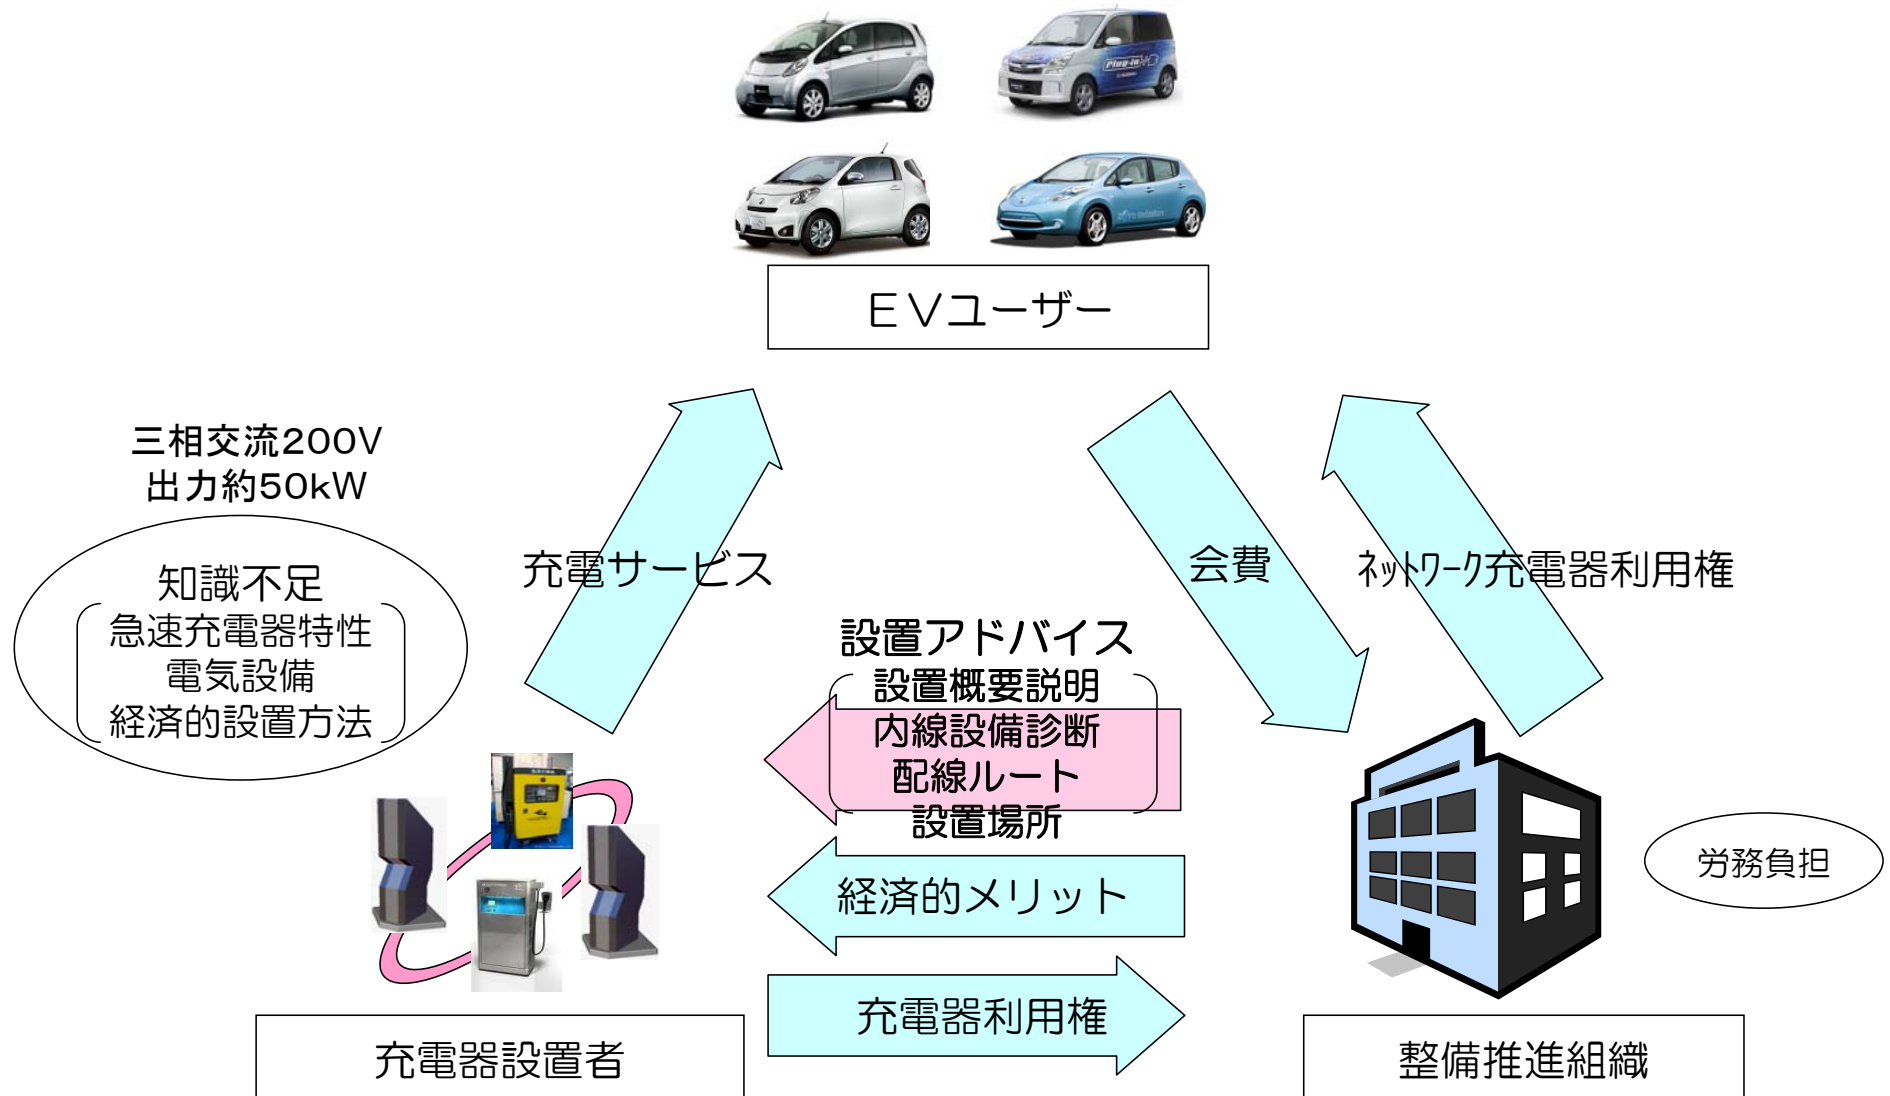 Plug-in
ＥＶユーザー
三相交流200V
出力約50kW
知識不足
急速充電器特性
電気設備
経済的設置方法
充電サービス
会費
ﾈｯﾄﾜｰｸ充電器利用権
設置アドバイス
設置概要説明
内線設備診断
配線ルート
設置場所
経済的メリット
充電器利用権
労務負担
充電器設置者
整備推進組織